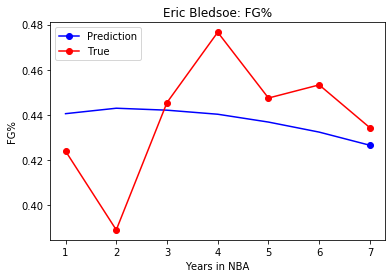 Eric Bledsoe: FG%
Prediction
True
0.48
0.46
0.44
0.42
0.40
FG%
1 2 3 4 5 6 7
Years in NBA